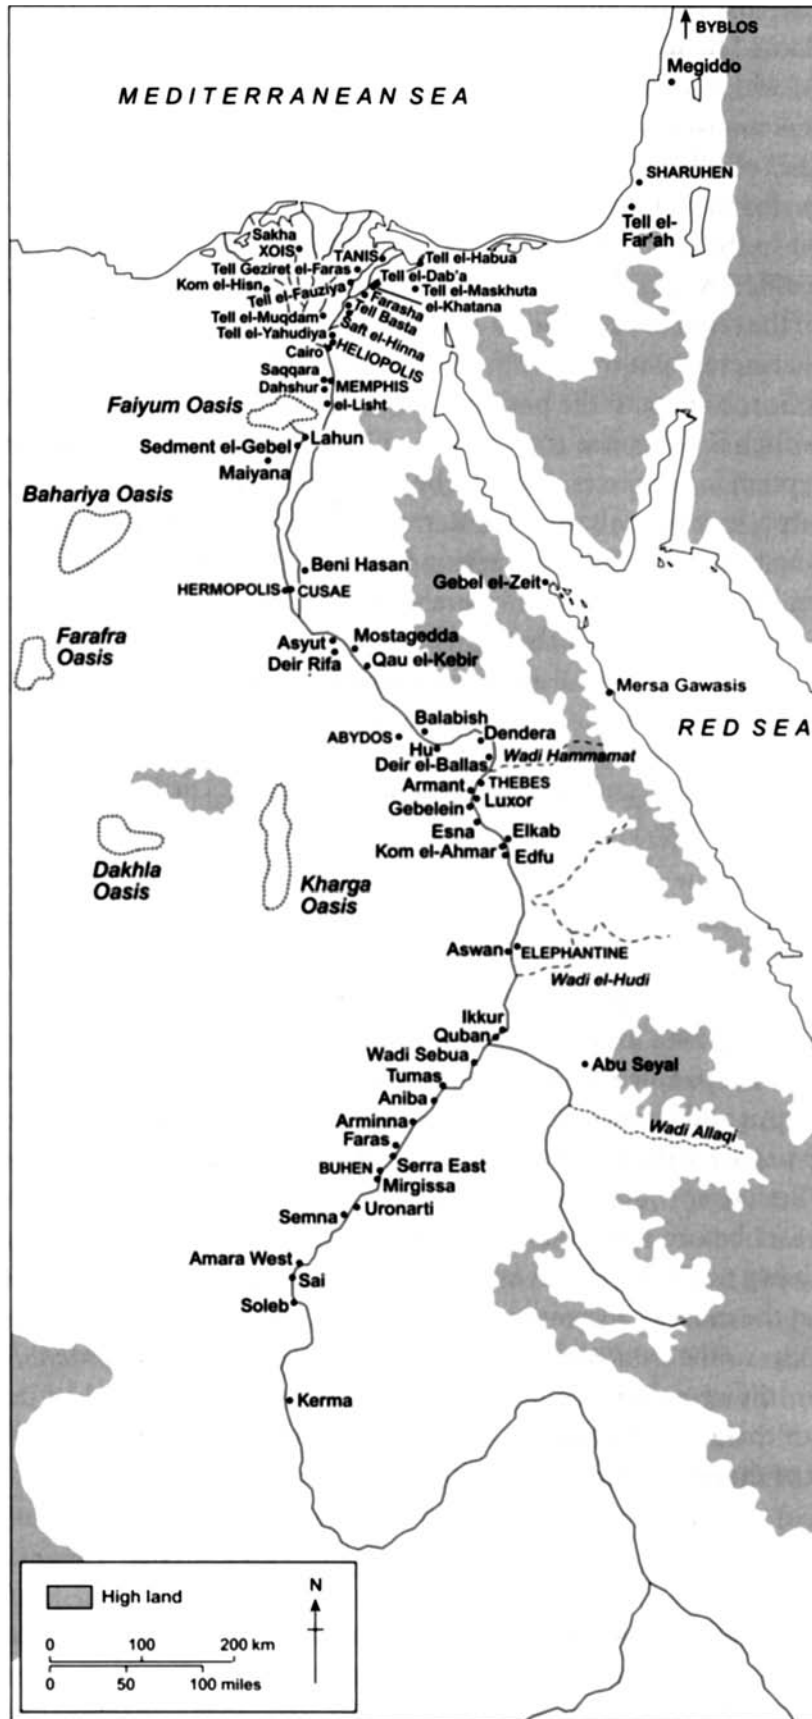 BYBLOS
Megiddo
MEDITERRANEAN SEA
SHARUHEN
Tell el-
Far'ah
Sakha
XOIS
TANIS
Tell el-Habua
Tell Geziret el-Faras
Tell el-Dab'a
Kom el-Hisn
Tell el-Fauziya
Tell el-Maskhuta
Farasha
el-Khatana
Tell Basta
Tell el-Muqdam
Saft el-Hinna
Tell el-Yahudiya
HELIOPOLIS
Cairo
Saqqara
MEMPHIS
Dahshur
el-Lisht
Faiyum Oasis
Lahun
Sedment el-Gebel
Maiyana
Bahariya Oasis
Beni Hasan
Gebel el-Zeit
HERMOPOLIS
CUSAE
Farafra
Oasis
Asyut
Mostagedda
Deir Rifa
Qau el-Kebir
Mersa Gawasis
Balabish
RED SEA
ABYDOS
Dendera
Hu
Wadi Hammamat
Deir el-Ballas
THEBES
Armant
Luxor
Gebelein
Esna
Elkab
Kom el-Ahmar
Edfu
Dakhla
Oasis
Kharga
Oasis
Aswan
ELEPHANTINE
Wadi el-Hudi
Ikkur
Quban
Wadi Sebua
Abu Seyal
Tumas
Aniba
Arminna
Wadi Allaqi
Faras
Serra East
BUHEN
Mirgissa
Uronarti
Semna
Amara West
Sai
Soleb
Kerma
High land
N
0 100 200 km
0 50 100 miles